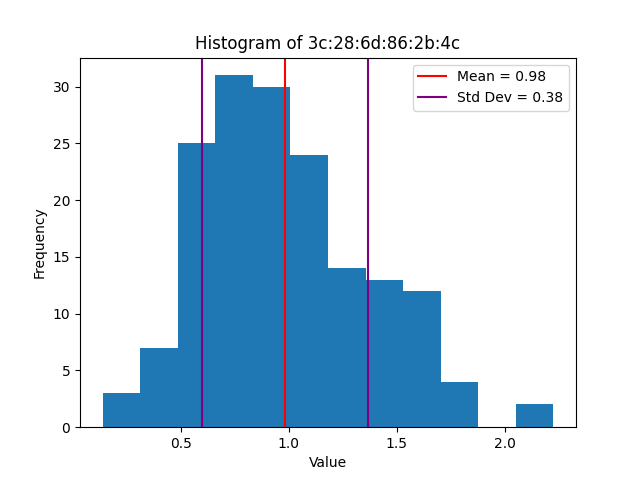 Histogram of 3c:28:6d:86:2b:4c
Mean = 0.98
Std Dev = 0.38
30
25
20
15
10
5
0
Frequency
0.5 1.0 1.5 2.0
Value